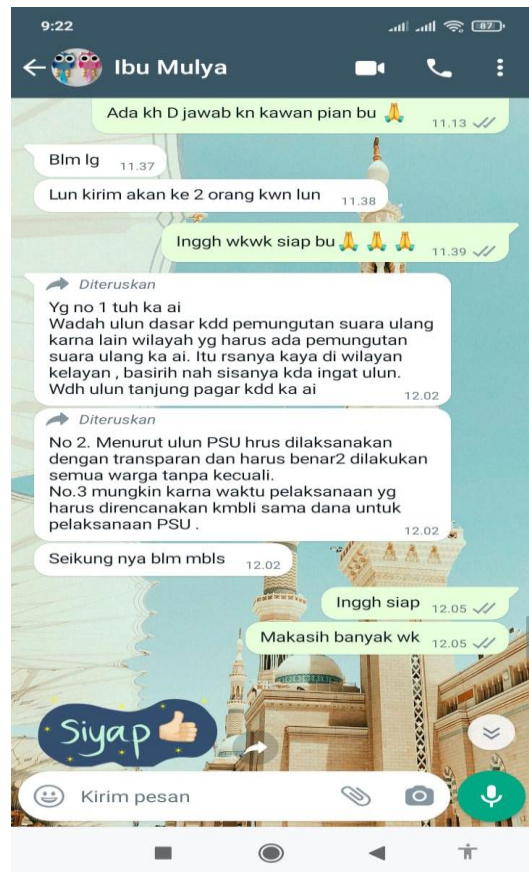 9:22
87
Ibu Mulya
Ada kh D jawab kn kawan pian bu 🙏 11.13
Blm lg 11.37
Lun kirim akan ke 2 orang kwn lun 11.38
Inggh wkwk siap bu 🙏 🙏 🙏 11.39
Diteruskan
Yg no 1 tuh ka ai
Wadah ulun dasar kdd pemungutan suara ulang
karna lain wilayah yg harus ada pemungutan
suara ulang ka ai. Itu rsanya kaya di wilayan
kelayan , basirih nah sisanya kda ingat ulun.
Wdh ulun tanjung pagar kdd ka ai 12.02
Diteruskan
No 2. Menurut ulun PSU hrus dilaksanakan
dengan transparan dan harus benar2 dilakukan
semua warga tanpa kecuali.
No.3 mungkin karna waktu pelaksanaan yg
harus direncanakan kmbli sama dana untuk
pelaksanaan PSU . 12.02
Seikung nya blm mbls 12.02
Inggh siap 12.05
Makasih banyak wk 12.05
Siyap
Kirim pesan